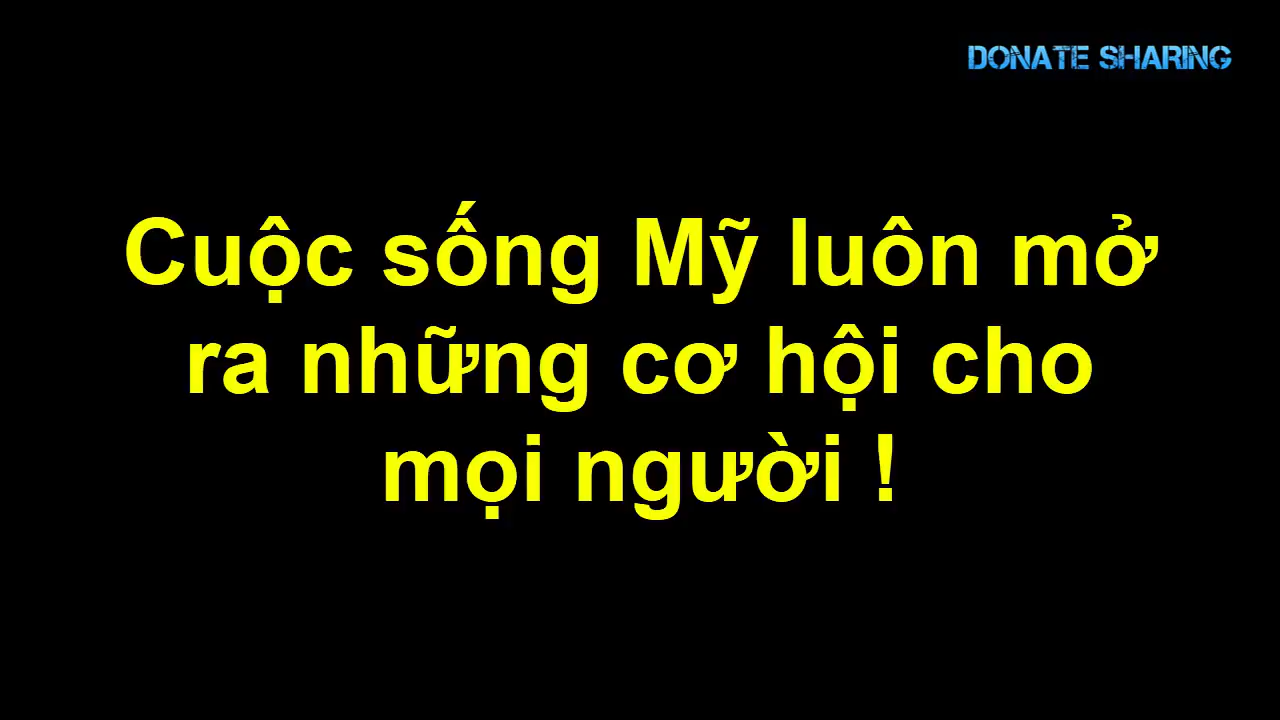 DONATE SHARING
Cuộc sống Mỹ luôn mở
ra những cơ hội cho
mọi người !